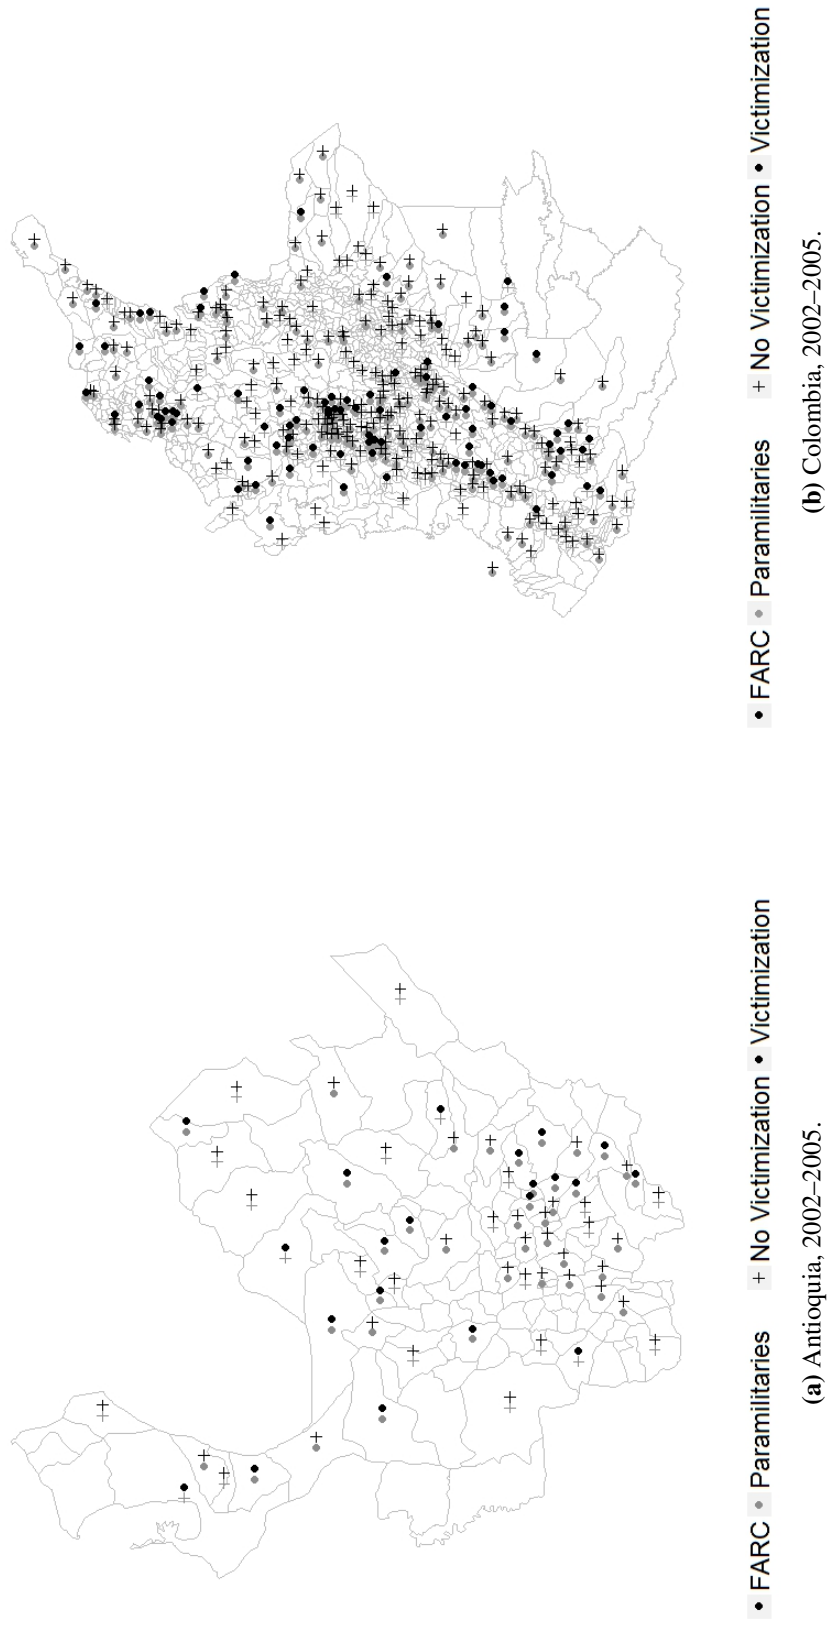 • FARC • Paramilitaries + No Victimization • Victimization
(a) Antioquia, 2002–2005.
• FARC • Paramilitaries + No Victimization • Victimization
(b) Colombia, 2002–2005.